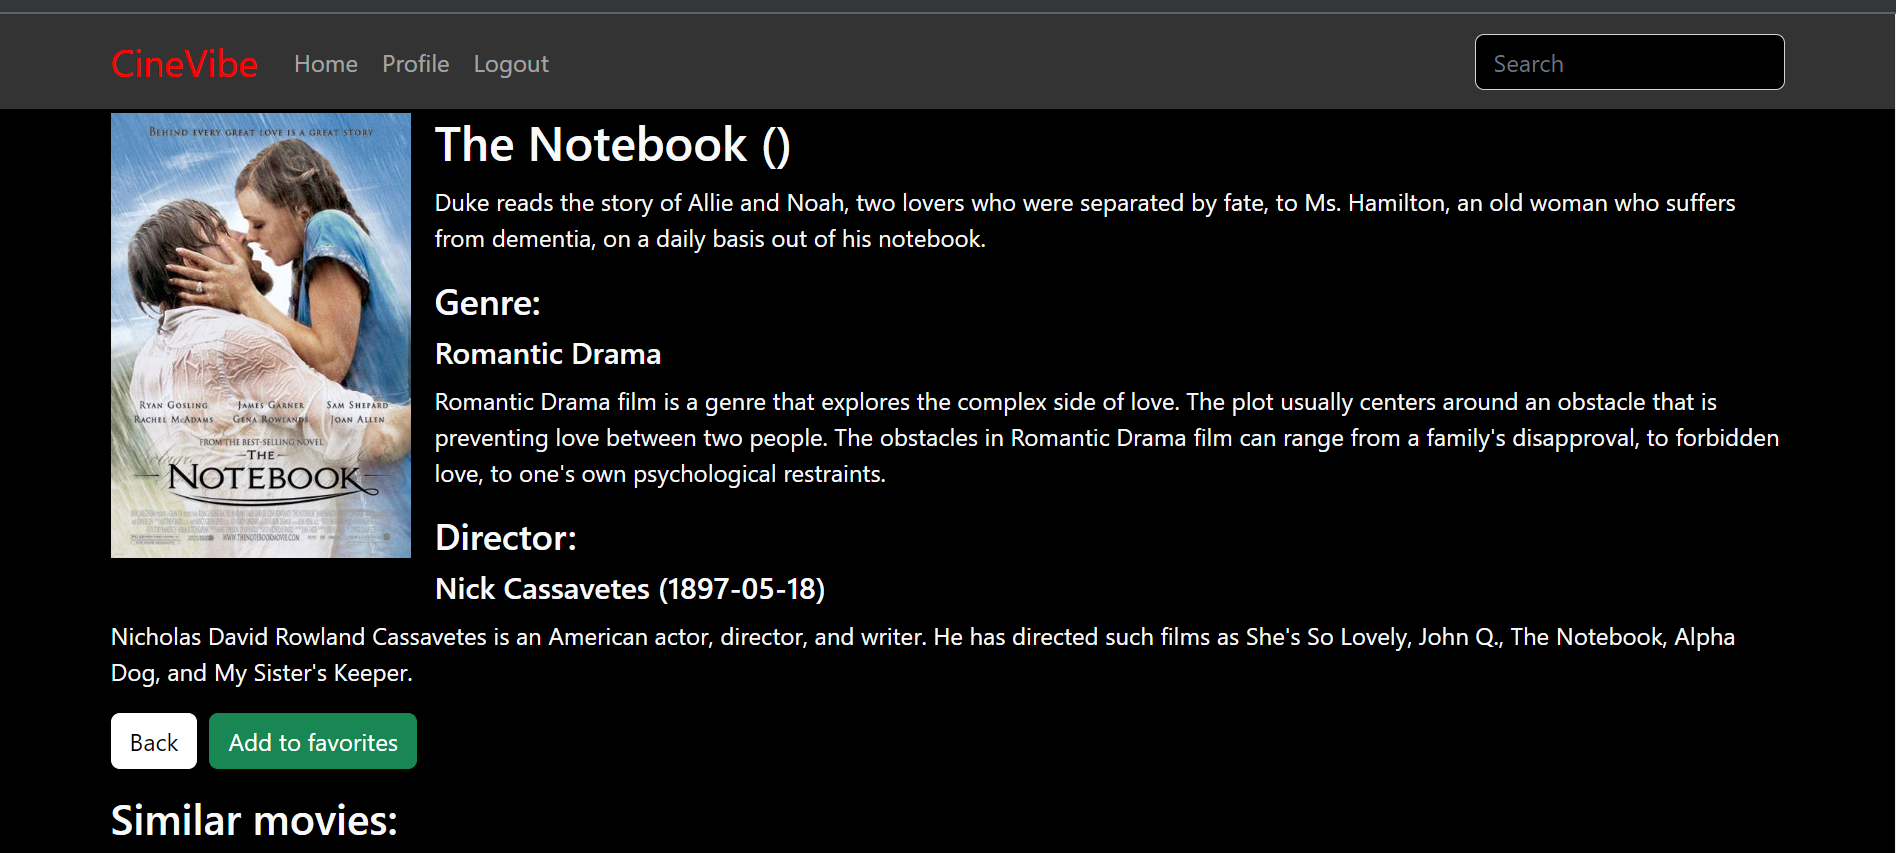 CineVibe Home Profile Logout Search
BEHIND EVERY GREAT LOVE IS A GREAT STORY
RYAN GOSLING JAMES GARNER SAM SHEPARD
RACHEL MCADAMS GENA ROWLANDS JOAN ALLEN
FROM THE BEST-SELLING NOVEL
THE
NOTEBOOK
WWW.THENOTEBOOKMOVIE.COM
The Notebook ()
Duke reads the story of Allie and Noah, two lovers who were separated by fate, to Ms. Hamilton, an old woman who suffers
from dementia, on a daily basis out of his notebook.
Genre:
Romantic Drama
Romantic Drama film is a genre that explores the complex side of love. The plot usually centers around an obstacle that is
preventing love between two people. The obstacles in Romantic Drama film can range from a family's disapproval, to forbidden
love, to one's own psychological restraints.
Director:
Nick Cassavetes (1897-05-18)
Nicholas David Rowland Cassavetes is an American actor, director, and writer. He has directed such films as She's So Lovely, John Q., The Notebook, Alpha
Dog, and My Sister's Keeper.
Back Add to favorites
Similar movies: